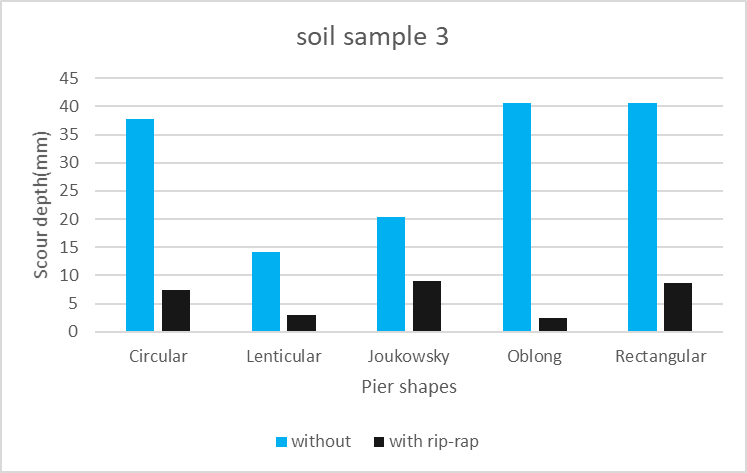 soil sample 3
Scour depth(mm)
45
40
35
30
25
20
15
10
5
0
Circular Lenticular Joukowsky Oblong Rectangular
Pier shapes
without with rip-rap